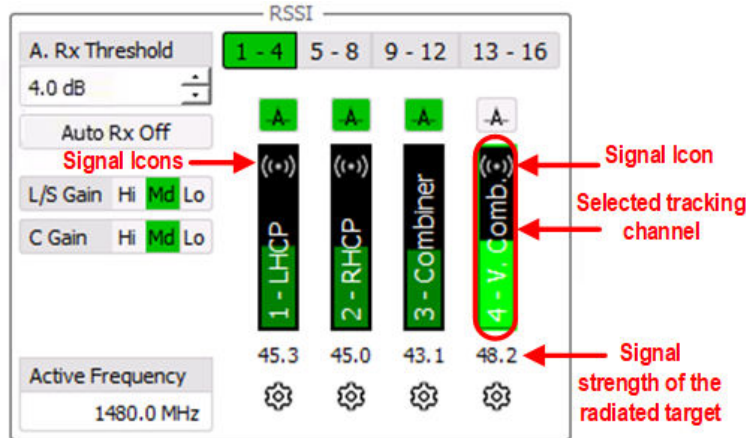 RSSI
A. Rx Threshold
4.0 dB
Auto Rx Off
Signal Icons
L/S Gain Hi Md Lo
C Gain Hi Md Lo
Active Frequency
1480.0 MHz
1 - 4 5 - 8 9 - 12 13 - 16
A A A A
1 - LHCP
2 - RHCP
3 - Combiner
4 - V. Comb.
45.3 45.0 43.1 48.2
Signal Icon
Selected tracking
channel
Signal
strength of the
radiated target